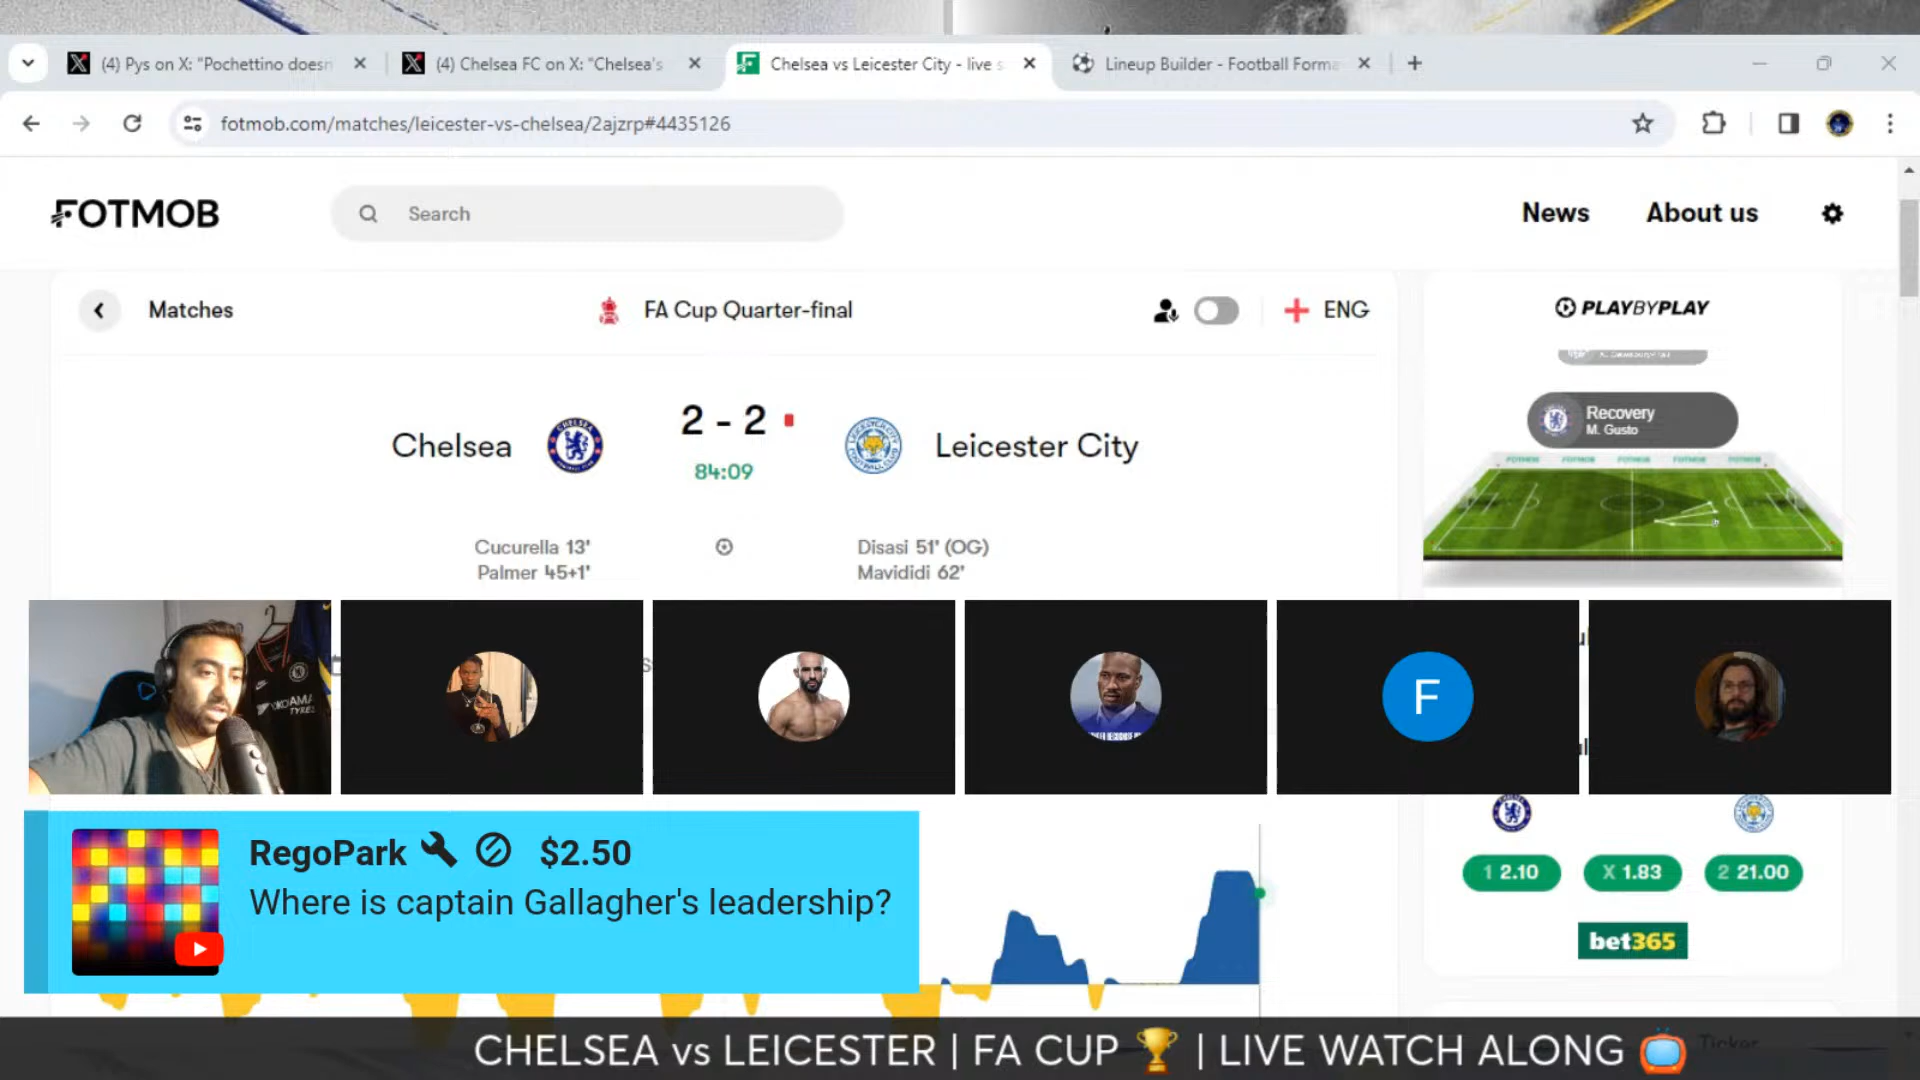 (4) Pys on X: "Pochettino doesn
(4) Chelsea FC on X: "Chelsea's
Chelsea vs Leicester City - live s
Lineup Builder - Football Forma
fotmob.com/matches/leicester-vs-chelsea/2ajzrp#4435126
FOTMOB
Search
News
About us
Matches
FA Cup Quarter-final
ENG
PLAYBYPLAY
Recovery
M. Gusto
Chelsea
2 - 2
Leicester City
84:09
Cucurella 13'
Palmer 45+1'
Disasi 51' (OG)
Mavididi 62'
YOKOHAMA
TYRES
F
RegoPark $2.50
Where is captain Gallagher's leadership?
1 2.10
X 1.83
2 21.00
bet365
Ticker
CHELSEA vs LEICESTER | FA CUP 🏆 | LIVE WATCH ALONG 📺